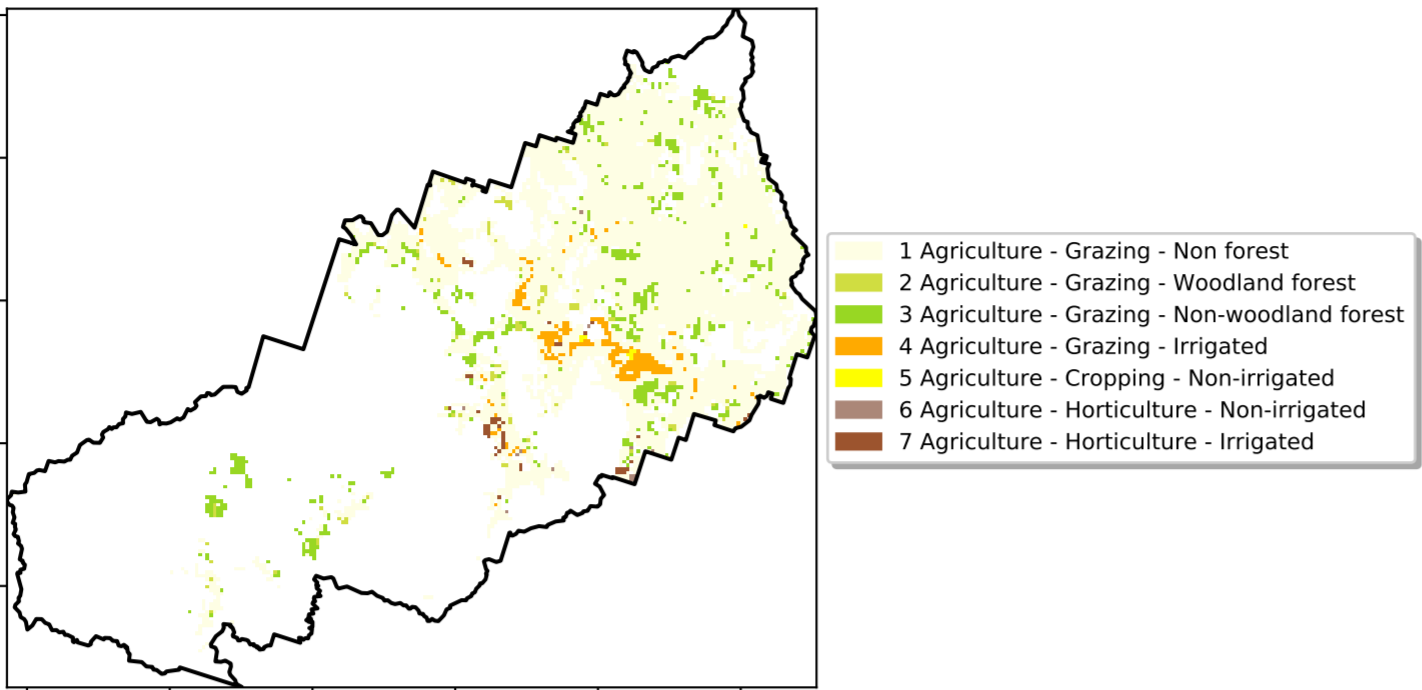 1 Agriculture - Grazing - Non forest
2 Agriculture - Grazing - Woodland forest
3 Agriculture - Grazing - Non-woodland forest
4 Agriculture - Grazing - Irrigated
5 Agriculture - Cropping - Non-irrigated
6 Agriculture - Horticulture - Non-irrigated
7 Agriculture - Horticulture - Irrigated